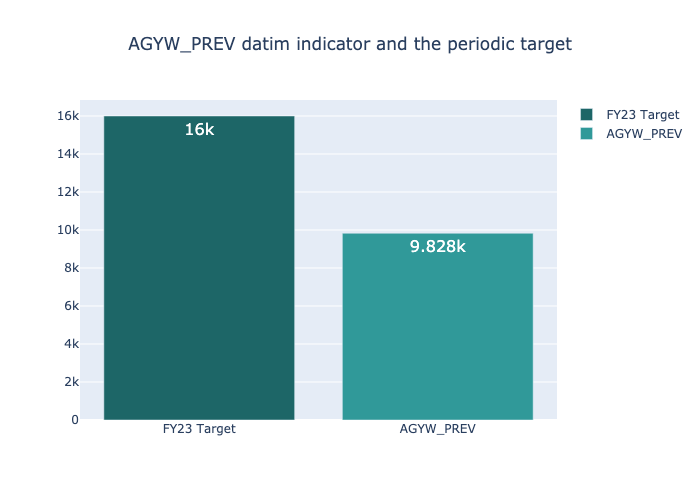 AGYW_PREV datim indicator and the periodic target
16k
14k
12k
10k
8k
6k
4k
2k
0
16k
9.828k
FY23 Target
AGYW_PREV
FY23 Target
AGYW_PREV